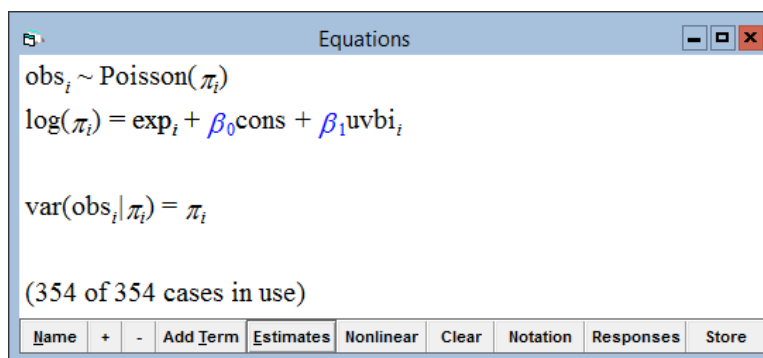 Equations
obsᵢ ~ Poisson(πᵢ)
log(πᵢ) = expᵢ + β₀cons + β₁uvbiᵢ
var(obsᵢ|πᵢ) = πᵢ
(354 of 354 cases in use)
Name + - Add Term Estimates Nonlinear Clear Notation Responses Store